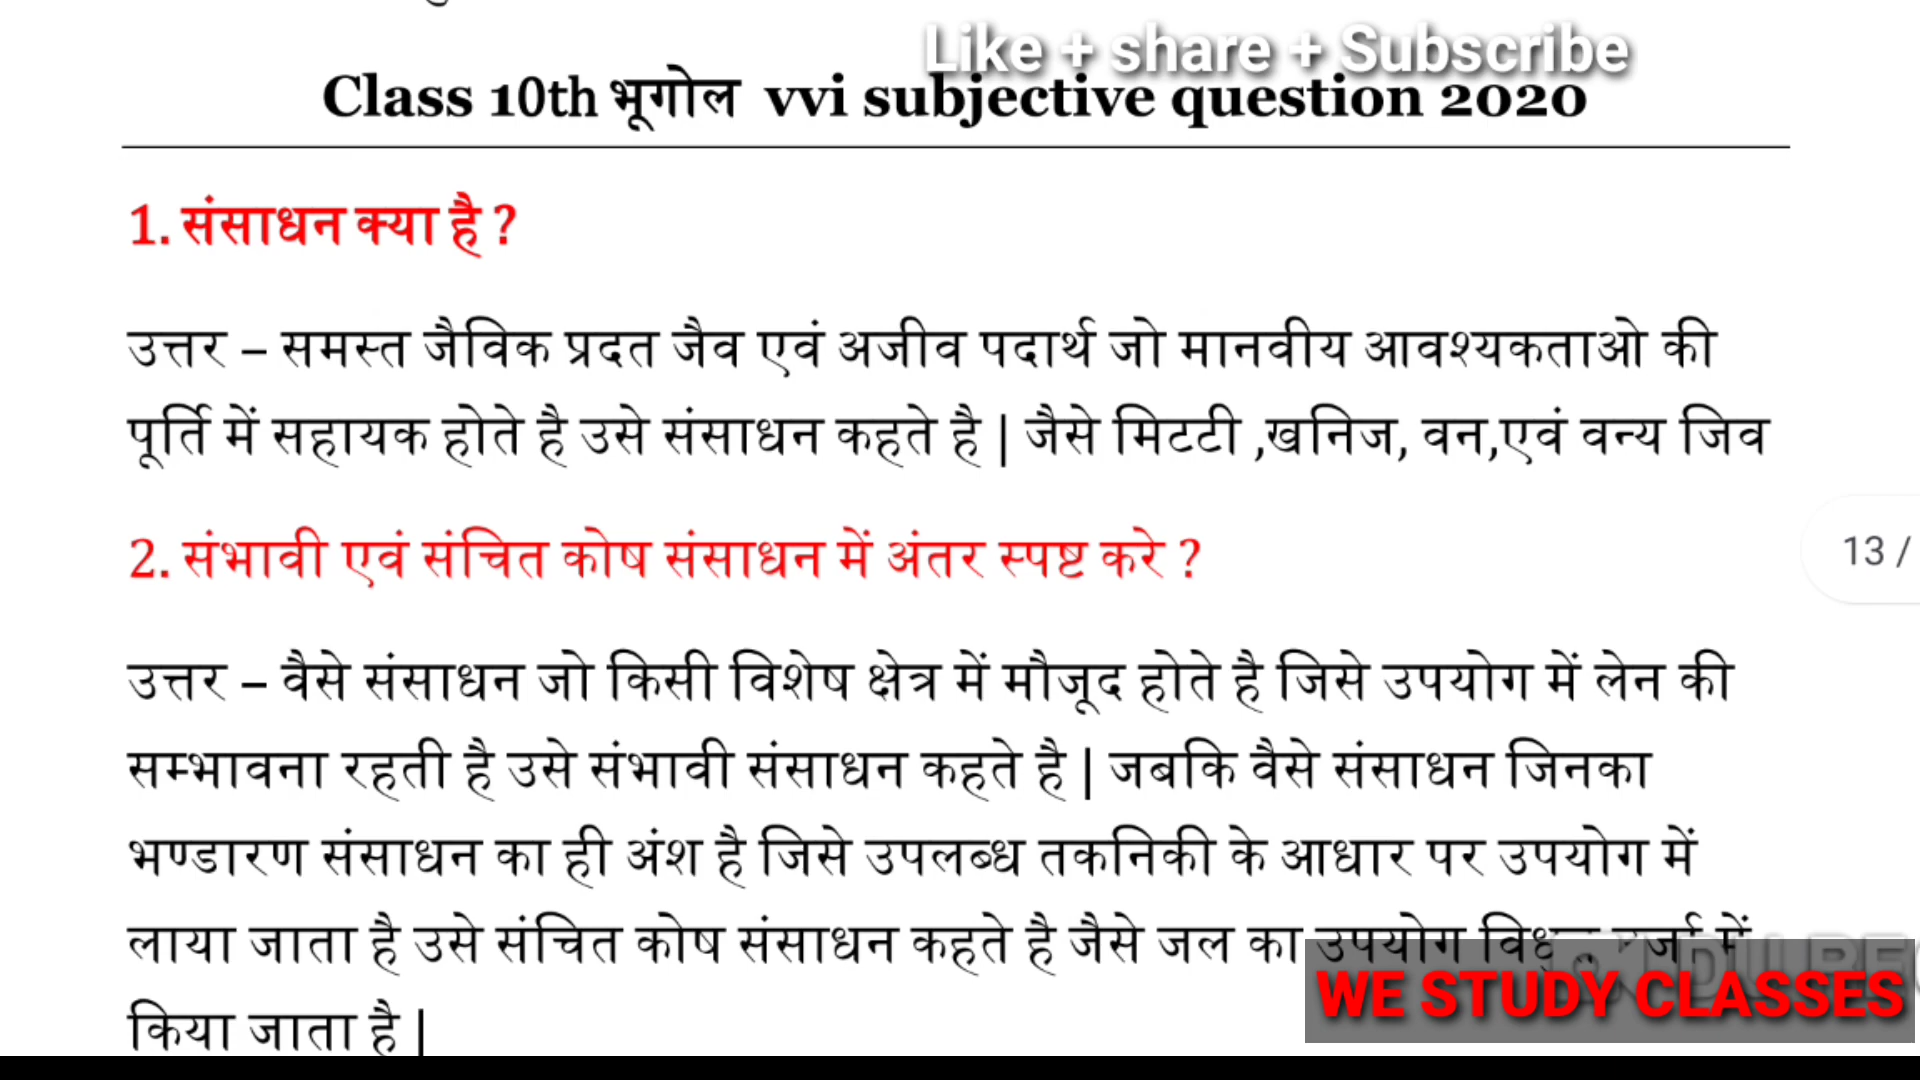 Like + share + Subscribe
Class 10th भूगोल vvi subjective question 2020
1. संसाधन क्या है ?
उत्तर – समस्त जैविक प्रदत जैव एवं अजीव पदार्थ जो मानवीय आवश्यकताओ की
पूर्ति में सहायक होते है उसे संसाधन कहते है | जैसे मिटटी ,खनिज, वन,एवं वन्य जिव
2. संभावी एवं संचित कोष संसाधन में अंतर स्पष्ट करे ?
13 /
उत्तर – वैसे संसाधन जो किसी विशेष क्षेत्र में मौजूद होते है जिसे उपयोग में लेन की
सम्भावना रहती है उसे संभावी संसाधन कहते है | जबकि वैसे संसाधन जिनका
भण्डारण संसाधन का ही अंश है जिसे उपलब्ध तकनिकी के आधार पर उपयोग में
लाया जाता है उसे संचित कोष संसाधन कहते है जैसे जल का उपयोग में
WE STUDY CLASSES
किया जाता है |